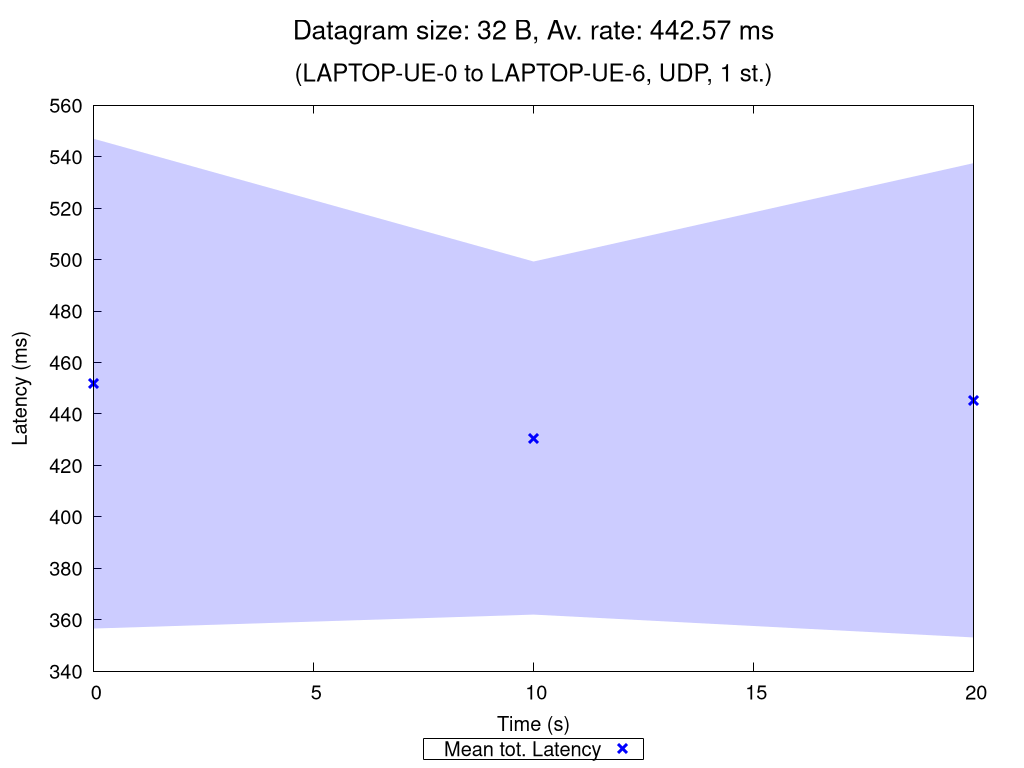 Datagram size: 32 B, Av. rate: 442.57 ms
(LAPTOP-UE-0 to LAPTOP-UE-6, UDP, 1 st.)
560
540
520
500
480
460
440
420
400
380
360
340
Latency (ms)
0 5 10 15 20
Time (s)
Mean tot. Latency